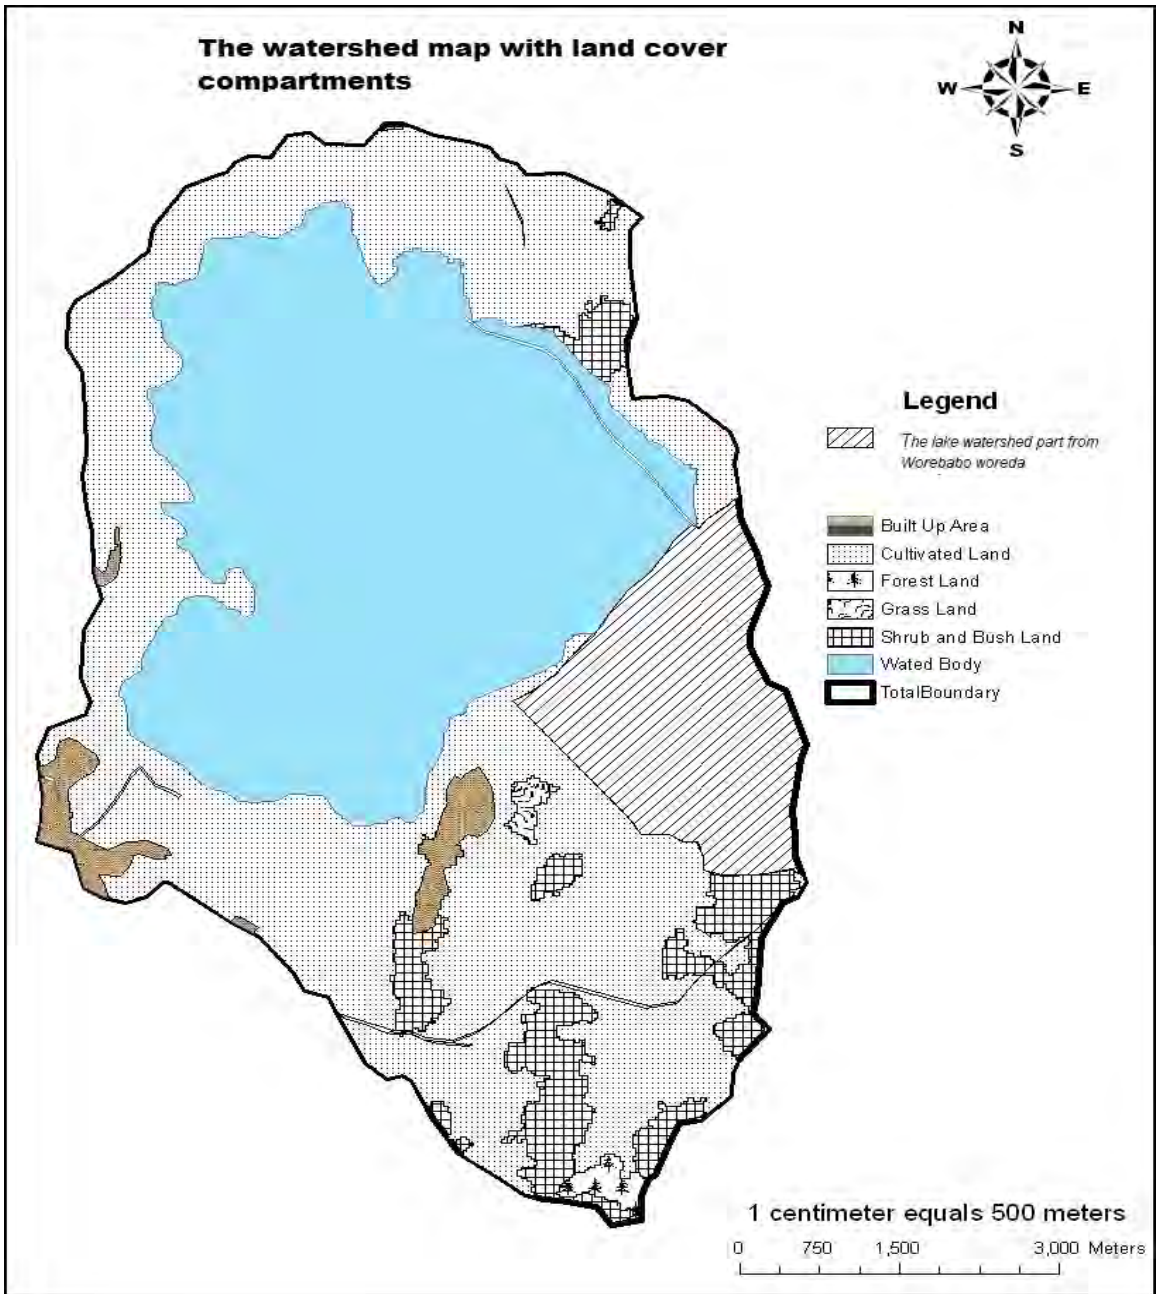 The watershed map with land cover
compartments
N
W
E
S
Legend
The lake watershed part from
Worebabo woreda
Built Up Area
Cultivated Land
Forest Land
Grass Land
Shrub and Bush Land
Wated Body
TotalBoundary
1 centimeter equals 500 meters
0 750 1,500 3,000 Meters